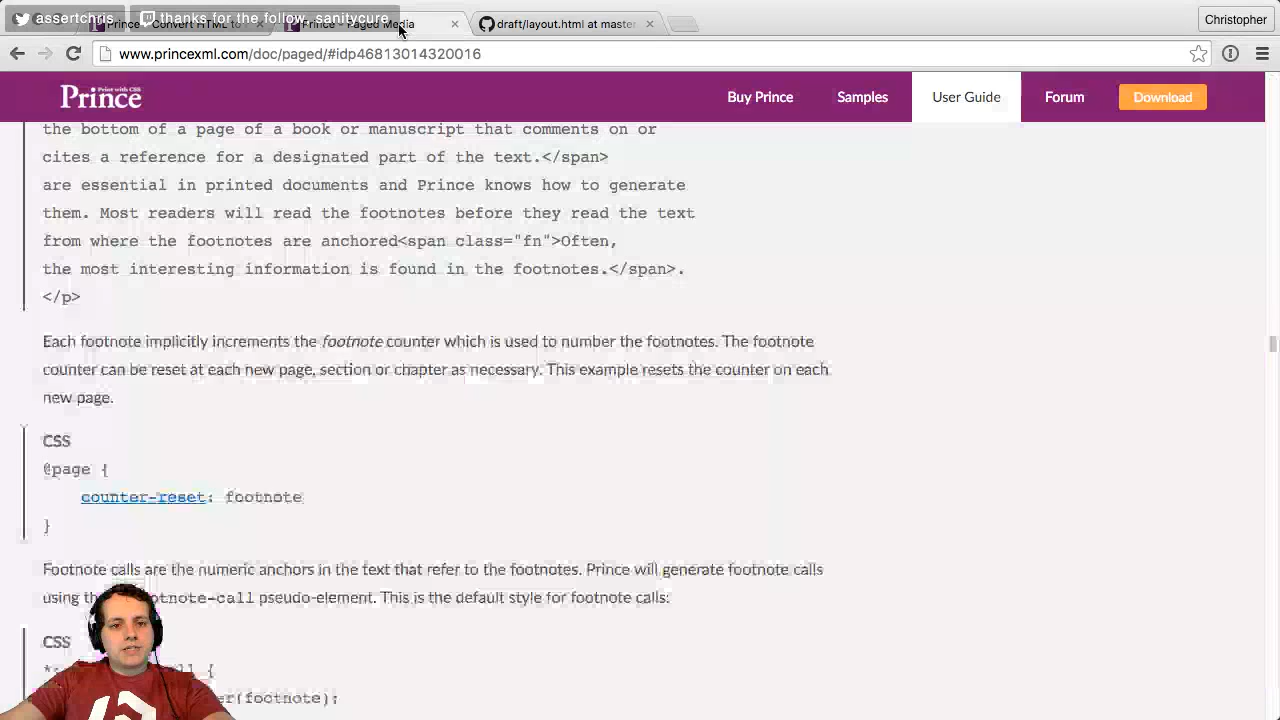 assertchris
thanks for the follow, sanitycure
Prince - Convert HTML to
Prince - Paged Media
draft/layout.html at master
Christopher
www.princexml.com/doc/paged/#idp46813014320016
Print with CSS
Prince
Buy Prince
Samples
User Guide
Forum
Download
the bottom of a page of a book or manuscript that comments on or
cites a reference for a designated part of the text.</span>
are essential in printed documents and Prince knows how to generate
them. Most readers will read the footnotes before they read the text
from where the footnotes are anchored<span class="fn">Often,
the most interesting information is found in the footnotes.</span>.
</p>
Each footnote implicitly increments the footnote counter which is used to number the footnotes. The footnote
counter can be reset at each new page, section or chapter as necessary. This example resets the counter on each
new page.
CSS
@page {
counter-reset: footnote
}
Footnote calls are the numeric anchors in the text that refer to the footnotes. Prince will generate footnote calls
using pseudo-element. This is the default style for footnote calls:
CSS
{
(footnote);